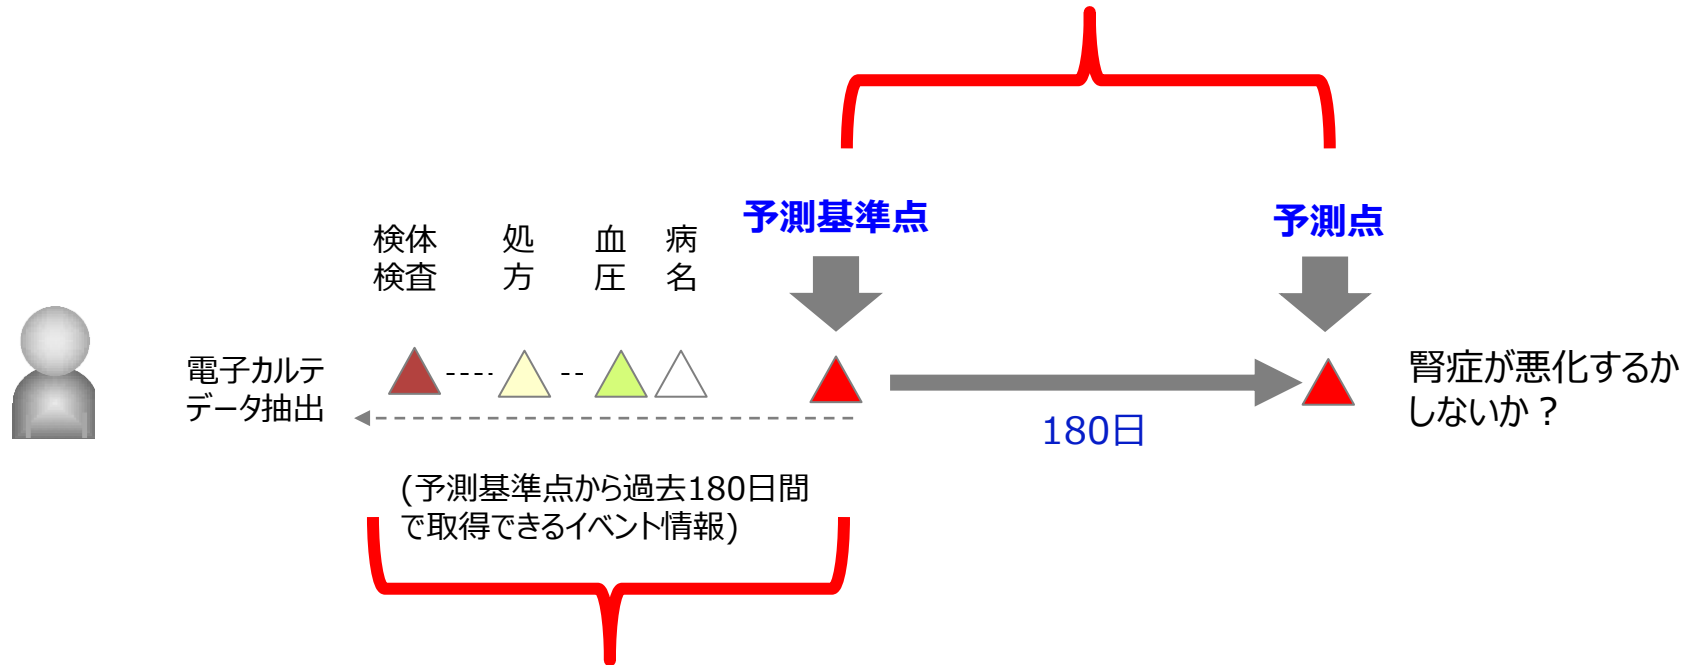 予測基準点
予測点
検体
検査
処
方
血
圧
病
名
電子カルテ
データ抽出
180日
腎症が悪化するか
しないか？
(予測基準点から過去180日間
で取得できるイベント情報)